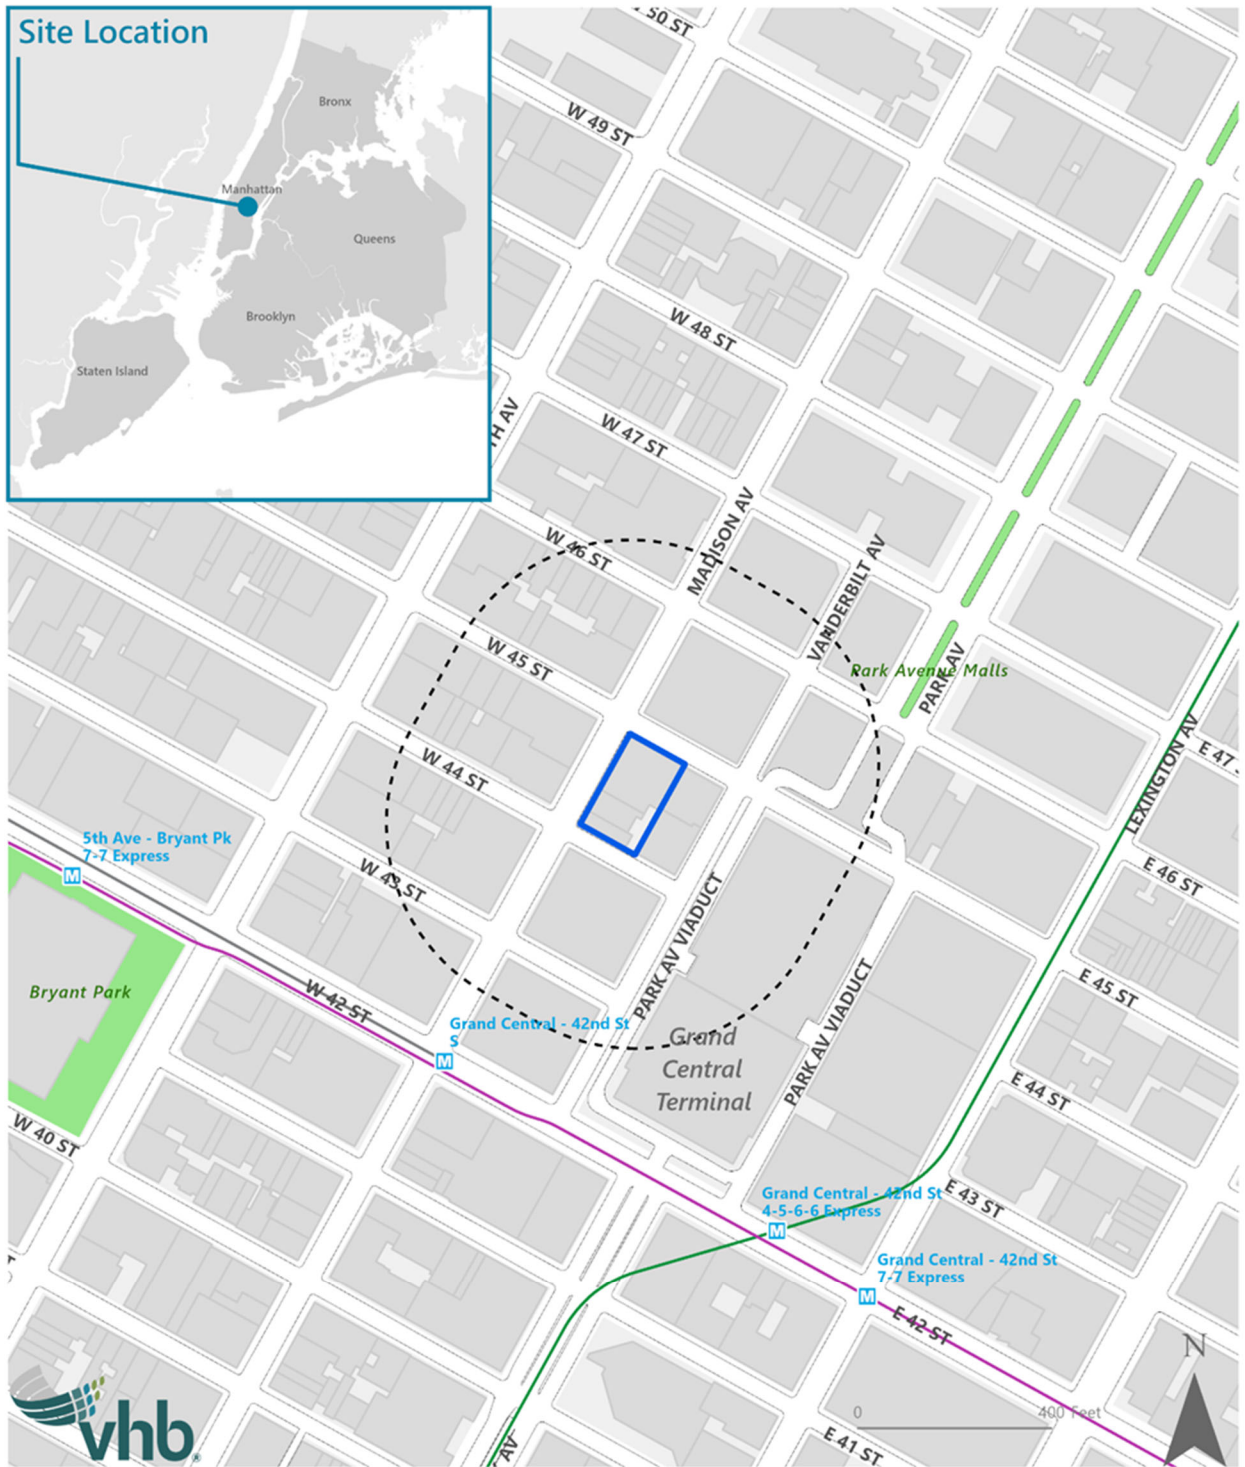 Site Location
Bronx
Manhattan
Queens
Brooklyn
Staten Island
50 ST
W 49 ST
W 48 ST
TH AV
W 47 ST
MADISON AV
W 46 ST
VANDERBILT AV
W 45 ST
Park Avenue Malls
PARK AV
LEXINGTON AV
E 47
W 44 ST
5th Ave - Bryant Pk
7-7 Express
M
W 43 ST
E 46 ST
PARK AV VIADUCT
Bryant Park
W 42 ST
PARK AV VIADUCT
E 45 ST
Grand Central - 42nd St
S
M
Grand
Central
Terminal
E 44 ST
W 40 ST
Grand Central - 42nd St
4-5-6-6 Express
M
E 43 ST
Grand Central - 42nd St
7-7 Express
M
E 42 ST
N
0
400 Feet
vhb®
AV
E 41 ST